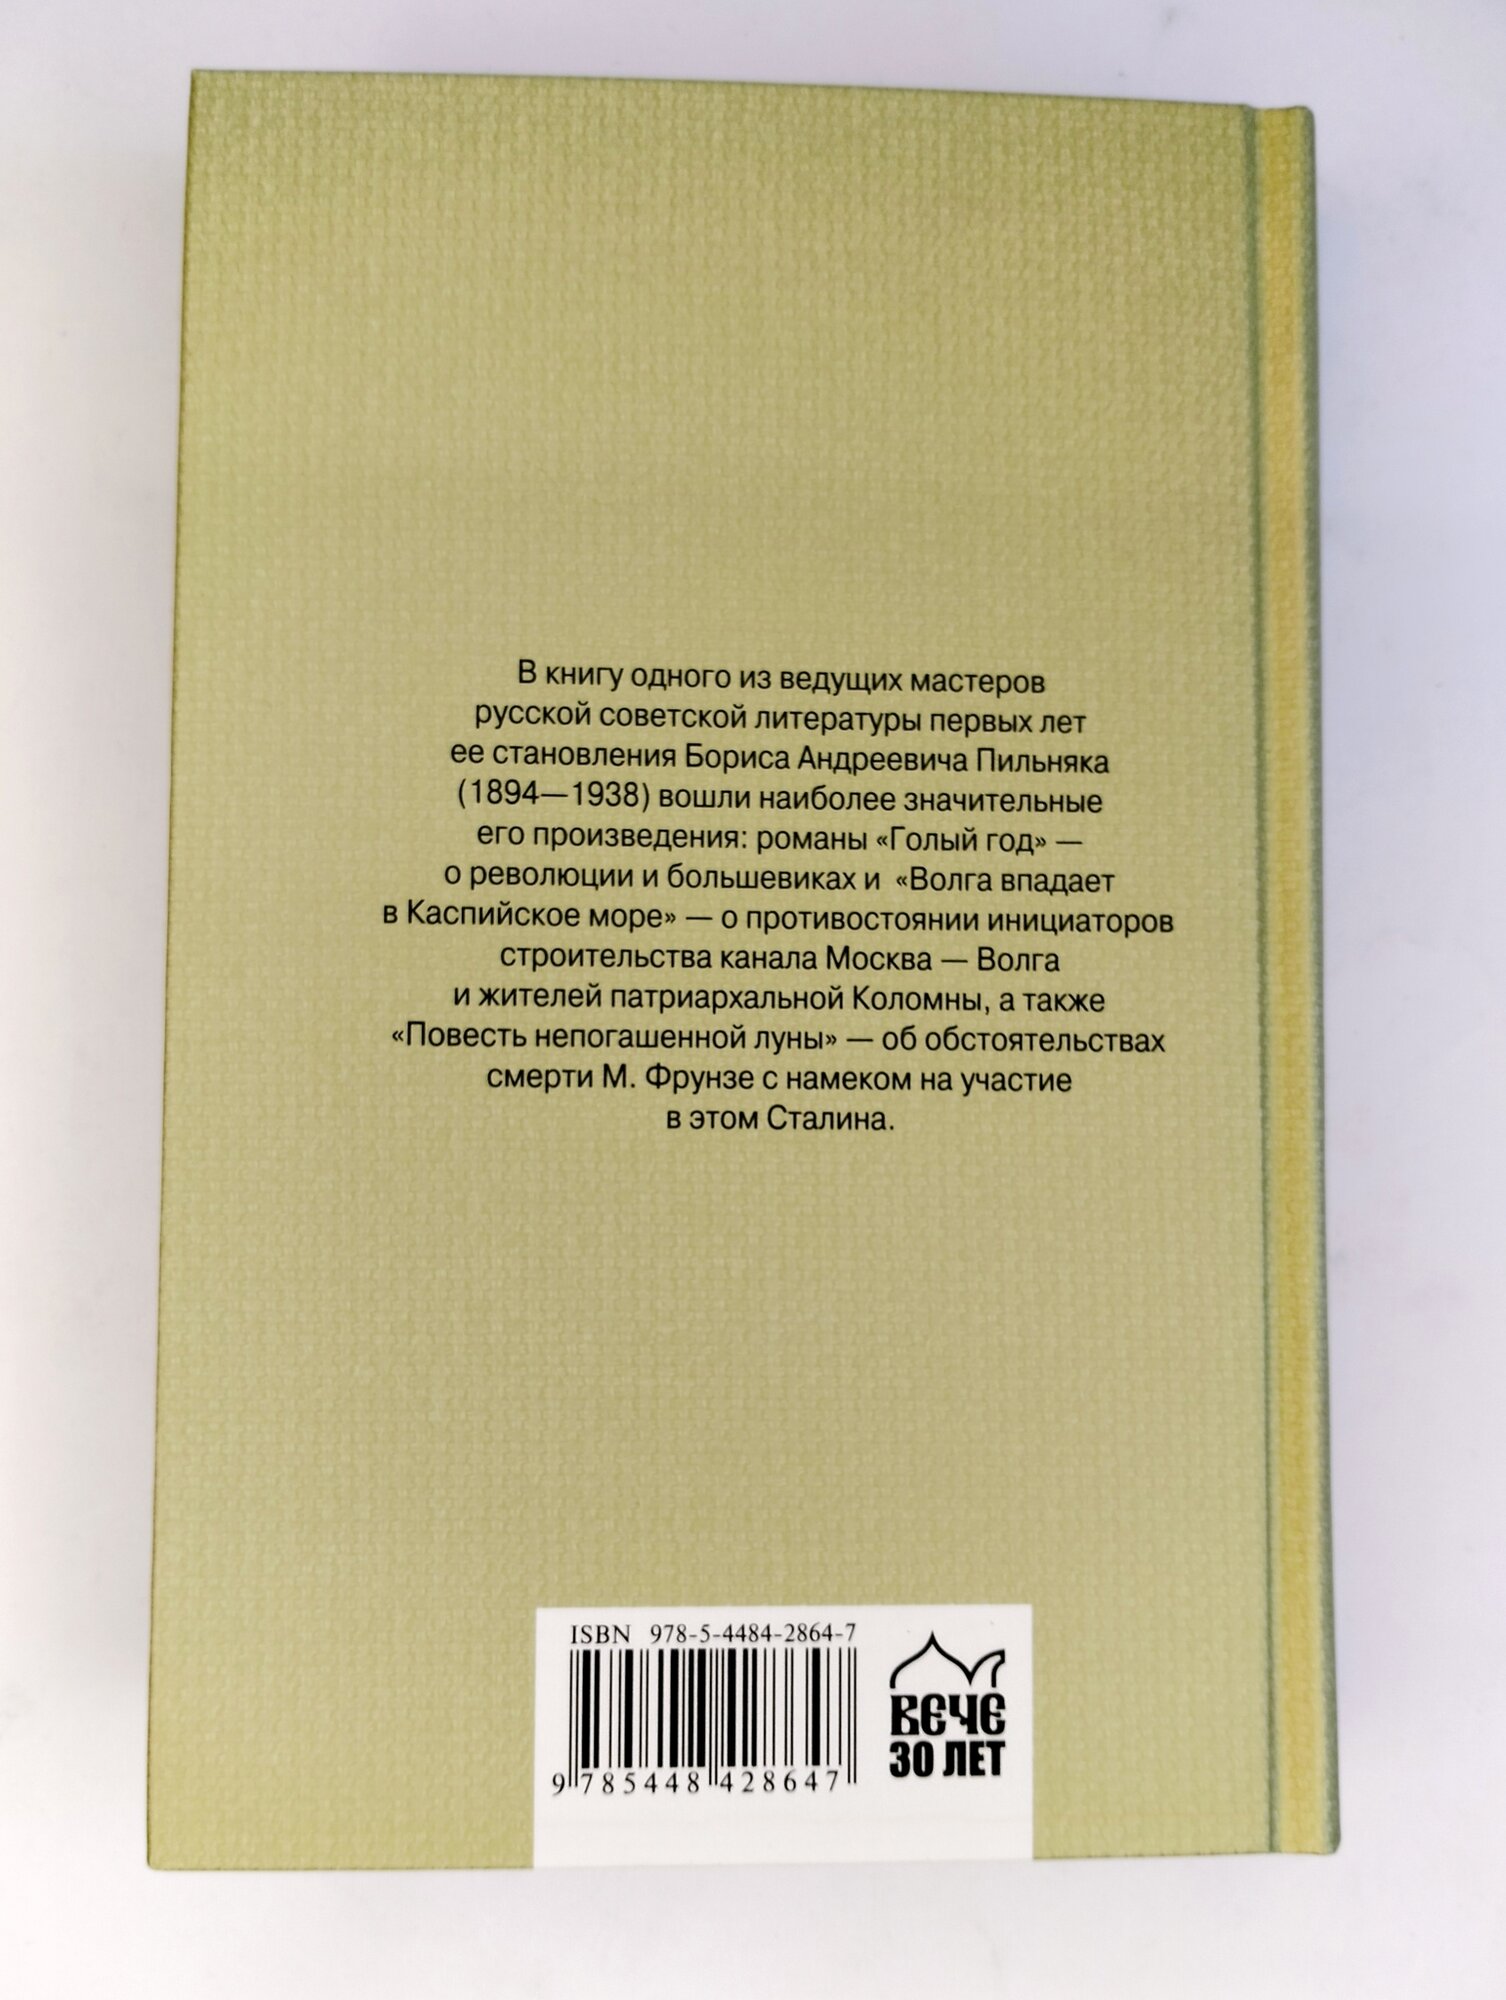 В книгу одного из ведущих мастеров
русской советской литературы первых лет
ее становления Бориса Андреевича Пильняка
(1894—1938) вошли наиболее значительные
его произведения: романы «Голый год» —
о революции и большевиках и «Волга впадает
в Каспийское море» — о противостоянии инициаторов
строительства канала Москва — Волга
и жителей патриархальной Коломны, а также
«Повесть непогашенной луны» — об обстоятельствах
смерти М. Фрунзе с намеком на участие
в этом Сталина.
ISBN 978-5-4484-2864-7
9 785448 428647
ВЕЧЕ
30 ЛЕТ